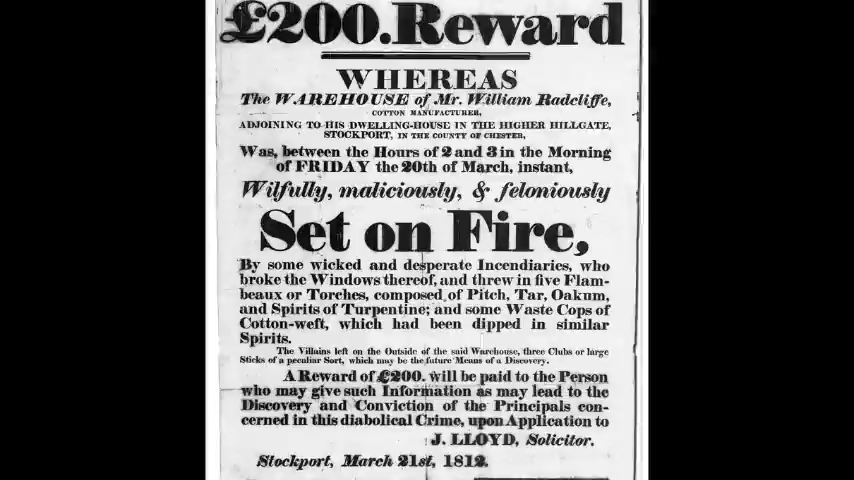 £200. Reward
WHEREAS
The WAREHOUSE of Mr. William Radcliffe,
COTTON MANUFACTURER,
ADJOINING TO HIS DWELLING-HOUSE IN THE HIGHER HILLGATE,
STOCKPORT, IN THE COUNTY OF CHESTER,
Was, between the Hours of 2 and 3 in the Morning
of FRIDAY the 20th of March, instant,
Wilfully, maliciously, & feloniously
Set on Fire,
By some wicked and desperate Incendiaries, who
broke the Windows thereof, and threw in five Flam-
beaux or Torches, composed of Pitch, Tar, Oakum,
and Spirits of Turpentine; and some Waste Cops of
Cotton-weft, which had been dipped in similar
Spirits.
The Villains left on the Outside of the said Warehouse, three Clubs or large
Sticks of a peculiar Sort, which may be the future Means of a Discovery.
A Reward of £200. will be paid to the Person
who may give such Information as may lead to the
Discovery and Conviction of the Principals con-
cerned in this diabolical Crime, upon Application to
J. LLOYD, Solicitor.
Stockport, March 21st, 1812.